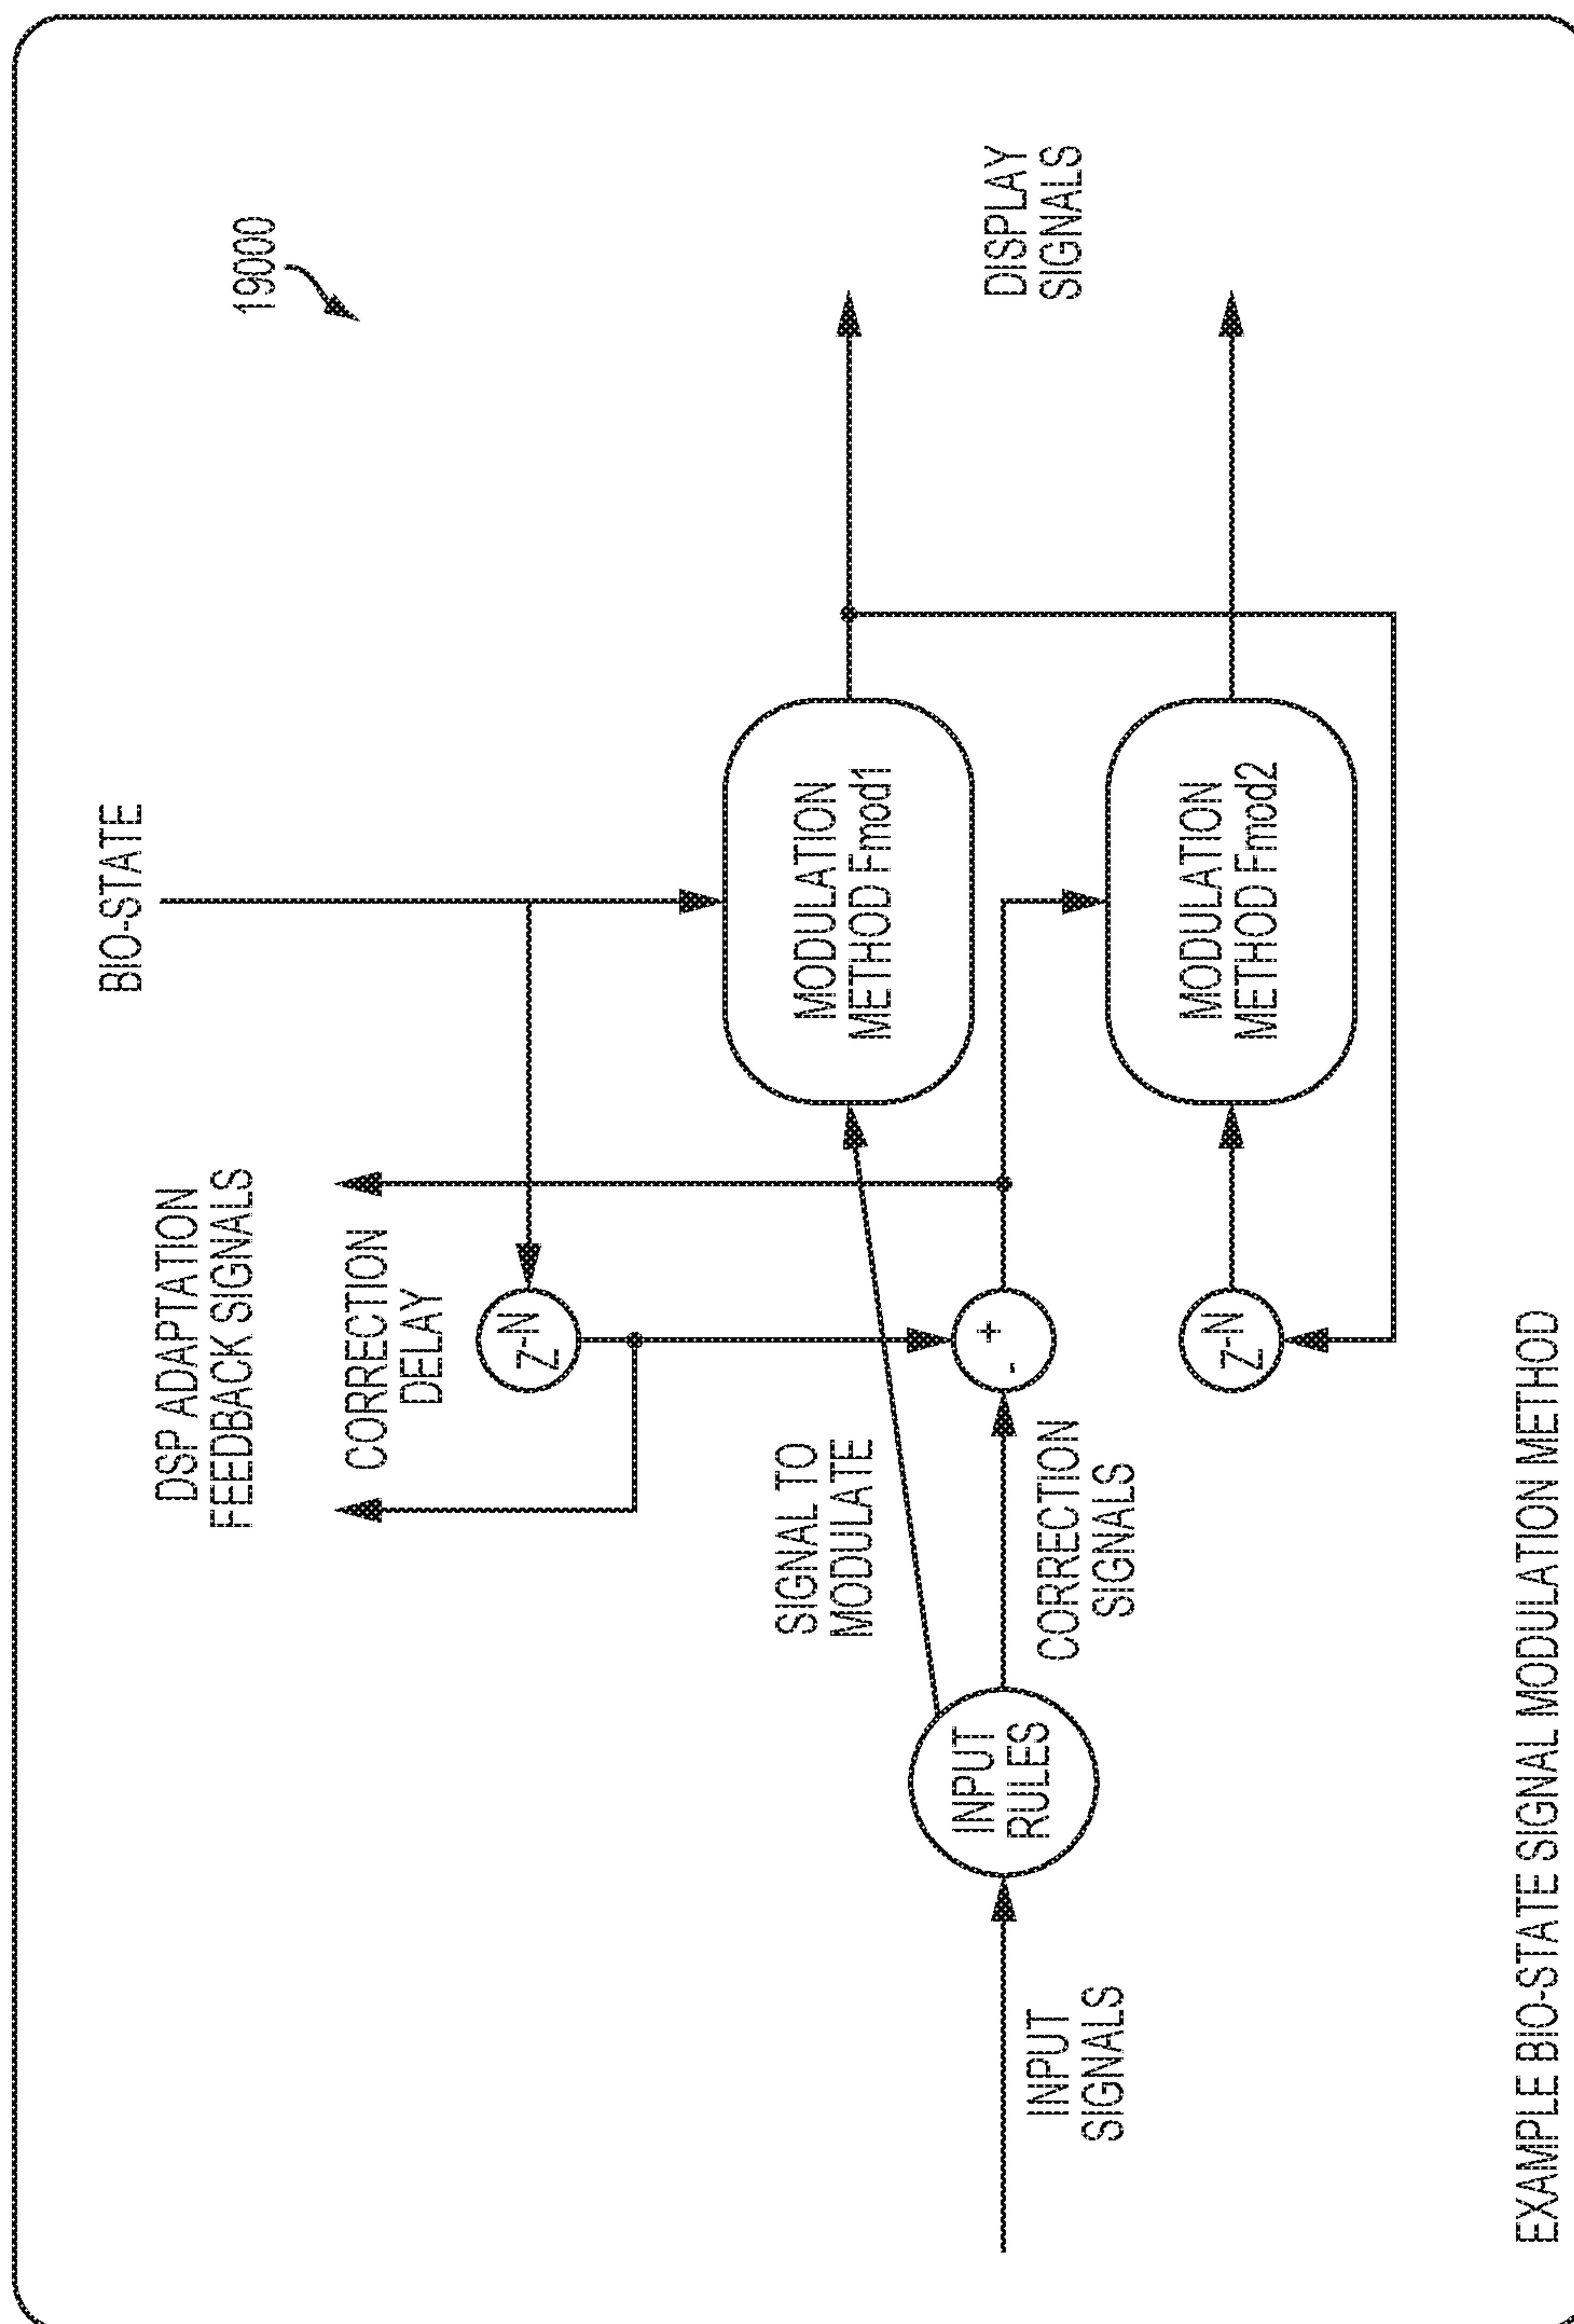 19000
BIO-STATE
DSP ADAPTATION
FEEDBACK SIGNALS
CORRECTION
DELAY
Z-N
SIGNAL TO
MODULATE
MODULATION
METHOD Fmod1
DISPLAY
SIGNALS
INPUT
RULES
- +
CORRECTION
SIGNALS
INPUT
SIGNALS
Z-N
MODULATION
METHOD Fmod2
EXAMPLE BIO-STATE SIGNAL MODULATION METHOD